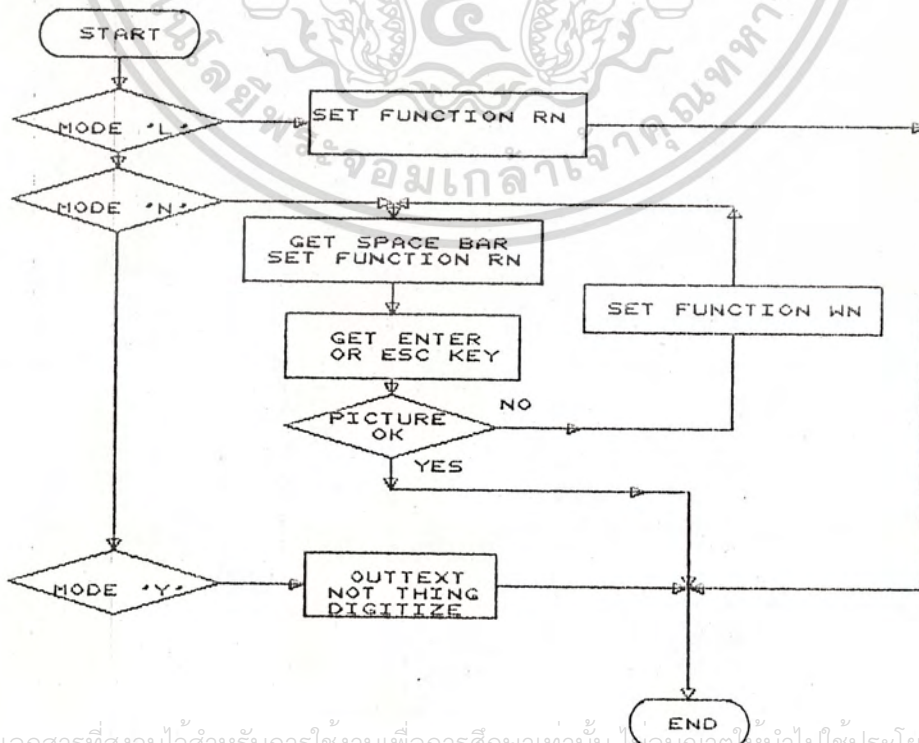 START
MODE 'L'
SET FUNCTION RN
MODE 'N'
GET SPACE BAR
SET FUNCTION RN
SET FUNCTION WN
GET ENTER
OR ESC KEY
PICTURE
OK
NO
YES
MODE 'Y'
OUTTEXT
NOT THING
DIGITIZE
END